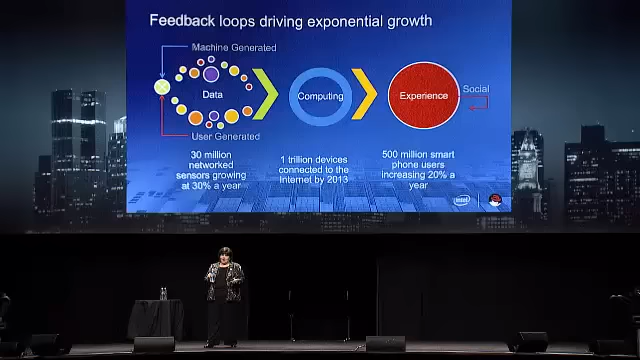 Feedback loops driving exponential growth
Machine Generated
Data
Computing
Experience
Social
User Generated
30 million
networked
sensors growing
at 30% a year
1 trillion devices
connected to the
Internet by 2013
500 million smart
phone users
increasing 20% a
year
intel